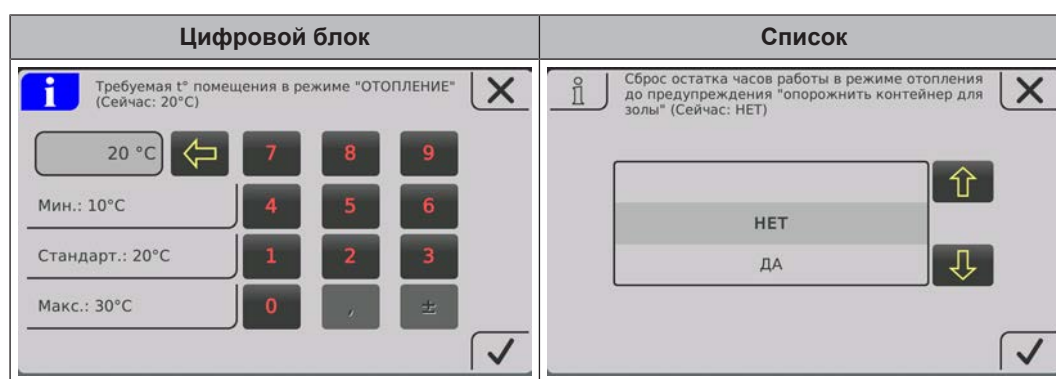 Цифровой блок
Список
i
Требуемая t° помещения в режиме "ОТОПЛЕНИЕ"
(Сейчас: 20°C)
20 °C
7 8 9
Мин.: 10°C
4 5 6
Стандарт.: 20°C
1 2 3
Макс.: 30°C
0 , ±
i
Сброс остатка часов работы в режиме отопления
до предупреждения "опорожнить контейнер для
золы" (Сейчас: НЕТ)
НЕТ
ДА